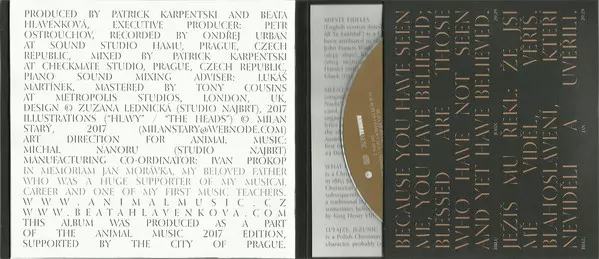 PRODUCED BY PATRICK KARPENTSKI AND BEATA
HLAVENKOVÁ, EXECUTIVE PRODUCER: PETR
OSTROUCHOV, RECORDED BY ONDŘEJ URBAN
AT SOUND STUDIO HAMU, PRAGUE, CZECH
REPUBLIC, MIXED BY PATRICK KARPENTSKI
AT CHECKMATE STUDIO, PRAGUE, CZECH REPUBLIC,
PIANO SOUND MIXING ADVISER: LUKÁŠ
MARTÍNEK, MASTERED BY TONY COUSINS
AT METROPOLIS STUDIOS, LONDON, UK,
DESIGN © ZUZANA LEDNICKÁ (STUDIO NAJBRT), 2017
ILLUSTRATIONS ("HLAVY" / "THE HEADS") © MILAN
STARÝ, 2017 (MILANSTARY@WEBNODE.COM)
ART DIRECTION FOR ANIMAL MUSIC:
MICHAL NANORU (STUDIO NAJBRT)
MANUFACTURING CO-ORDINATOR: IVAN PROKOP
IN MEMORIAM JAN MORÁVKA, MY BELOVED FATHER
WHO WAS A HUGE SUPPORTER OF MY MUSICAL
CAREER AND ONE OF MY FIRST MUSIC TEACHERS.
WWW.ANIMALMUSIC.CZ
WWW.BEATAHLAVENKOVA.COM
THIS ALBUM WAS PRODUCED AS A PART
OF THE ANIMAL MUSIC 2017 EDITION,
SUPPORTED BY THE CITY OF PRAGUE.
ADESTE FIDELES
(English version
John Francis
BECAUSE YOU HAVE SEEN
ME, YOU HAVE BELIEVED;
BLESSED ARE THOSE
WHO HAVE NOT SEEN
AND YET HAVE BELIEVED.
JEŽÍŠ MU ŘEKL: ŽE JSI
MĚ VIDĚL, VĚŘÍŠ.
BLAHOSLAVENI, KTEŘÍ
NEVIDĚLI A UVĚŘILI.